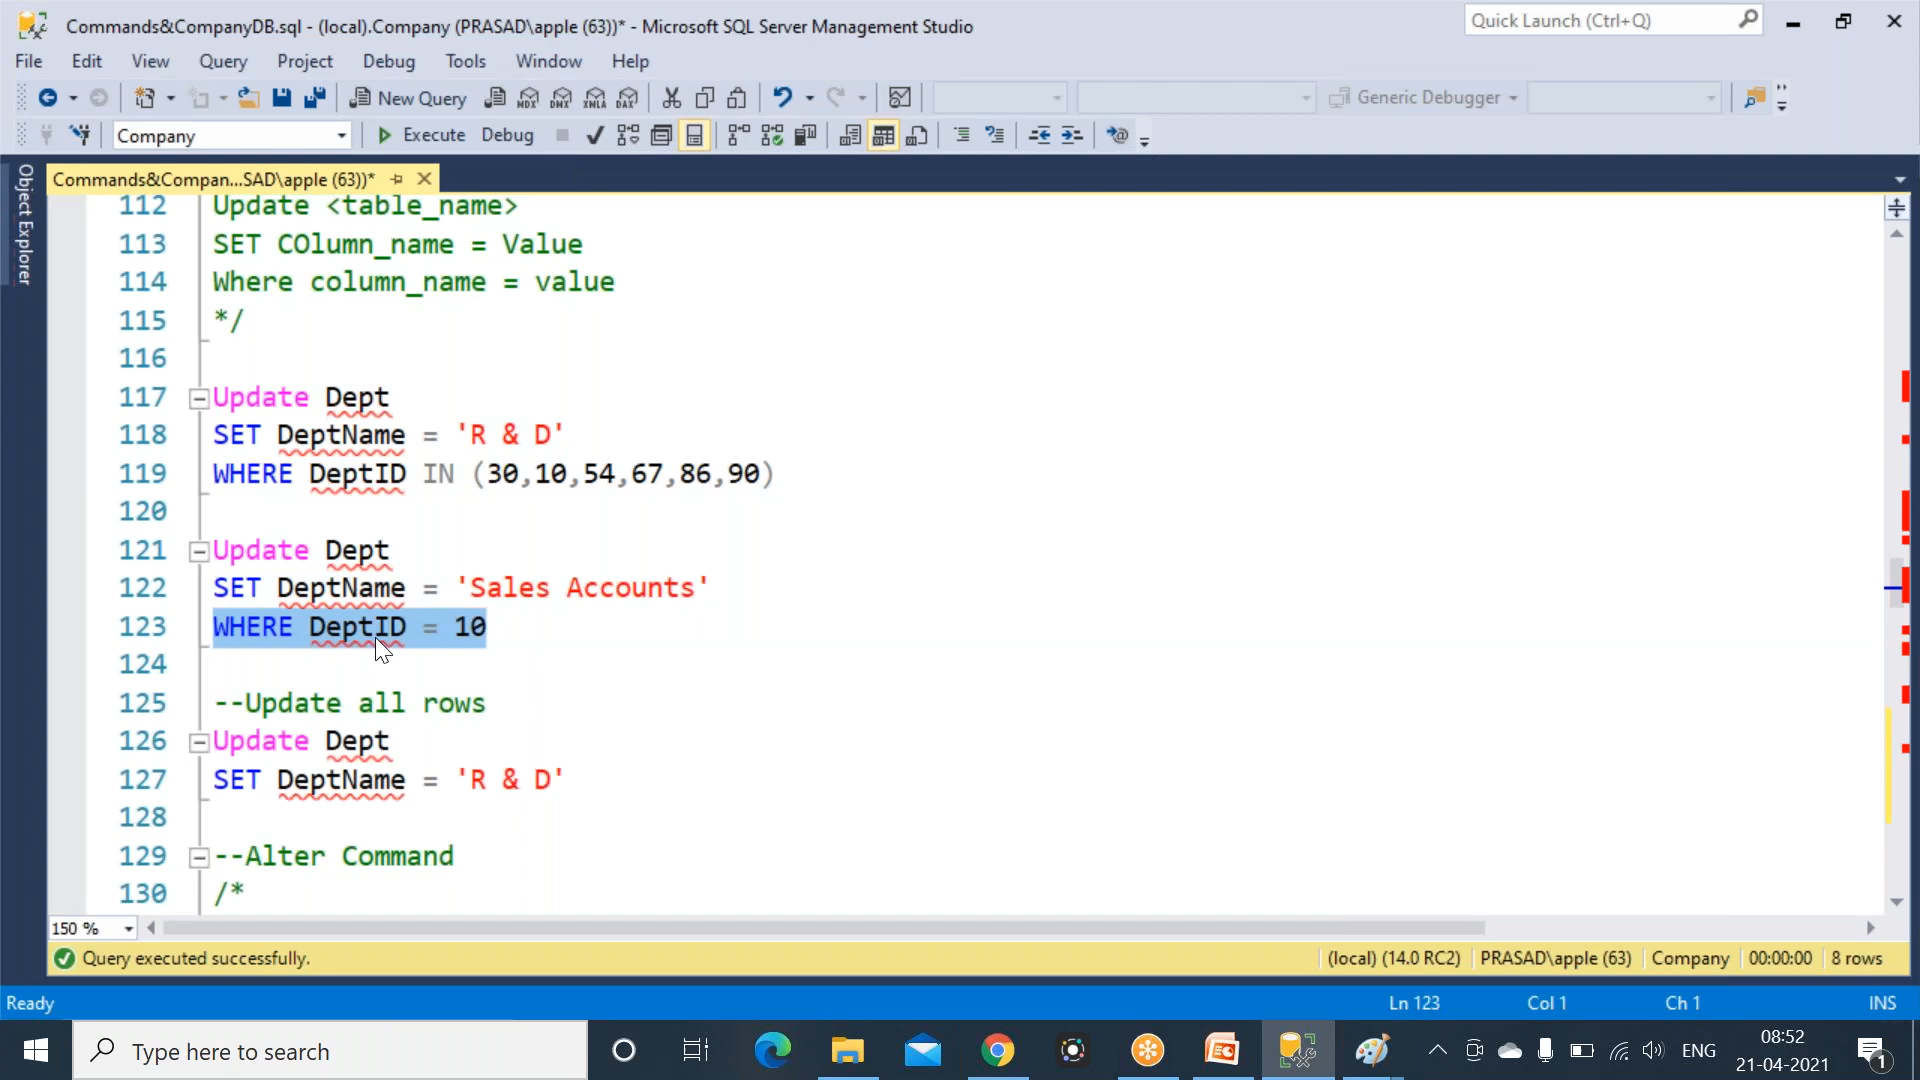 Commands&CompanyDB.sql - (local).Company (PRASAD\apple (63))* - Microsoft SQL Server Management Studio
Quick Launch (Ctrl+Q)
File Edit View Query Project Debug Tools Window Help
New Query
MDX DMX XMLA DAX
Generic Debugger
Company
Execute Debug
Object Explorer
Commands&Compan...SAD\apple (63))*
112 Update <table_name>
113 SET COlumn_name = Value
114 Where column_name = value
115 */
116
117 Update Dept
118 SET DeptName = 'R & D'
119 WHERE DeptID IN (30,10,54,67,86,90)
120
121 Update Dept
122 SET DeptName = 'Sales Accounts'
123 WHERE DeptID = 10
124
125 --Update all rows
126 Update Dept
127 SET DeptName = 'R & D'
128
129 --Alter Command
130 /*
150 %
Query executed successfully.
(local) (14.0 RC2) PRASAD\apple (63) Company 00:00:00 8 rows
Ready
Ln 123 Col 1 Ch 1 INS
Type here to search
ENG
08:52
21-04-2021
1